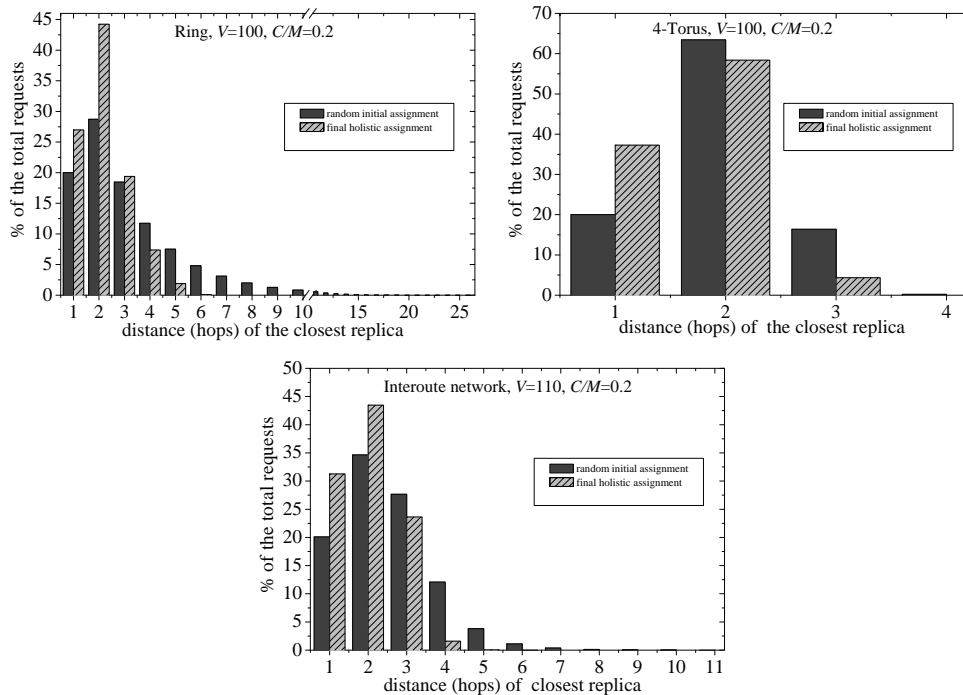 45
40
35
30
25
20
15
10
5
0
% of the total requests
Ring, V=100, C/M=0.2
random initial assignment
final holistic assignment
1 2 3 4 5 6 7 8 9 10 15 20 25
distance (hops) of the closest replica
70
60
50
40
30
20
10
0
% of the total requests
4-Torus, V=100, C/M=0.2
random initial assignment
final holistic assignment
1 2 3 4
distance (hops) of the closest replica
50
45
40
35
30
25
20
15
10
5
0
% of the total requests
Interoute network, V=110, C/M=0.2
random initial assignment
final holistic assignment
1 2 3 4 5 6 7 8 9 10 11
distance (hops) of closest replica